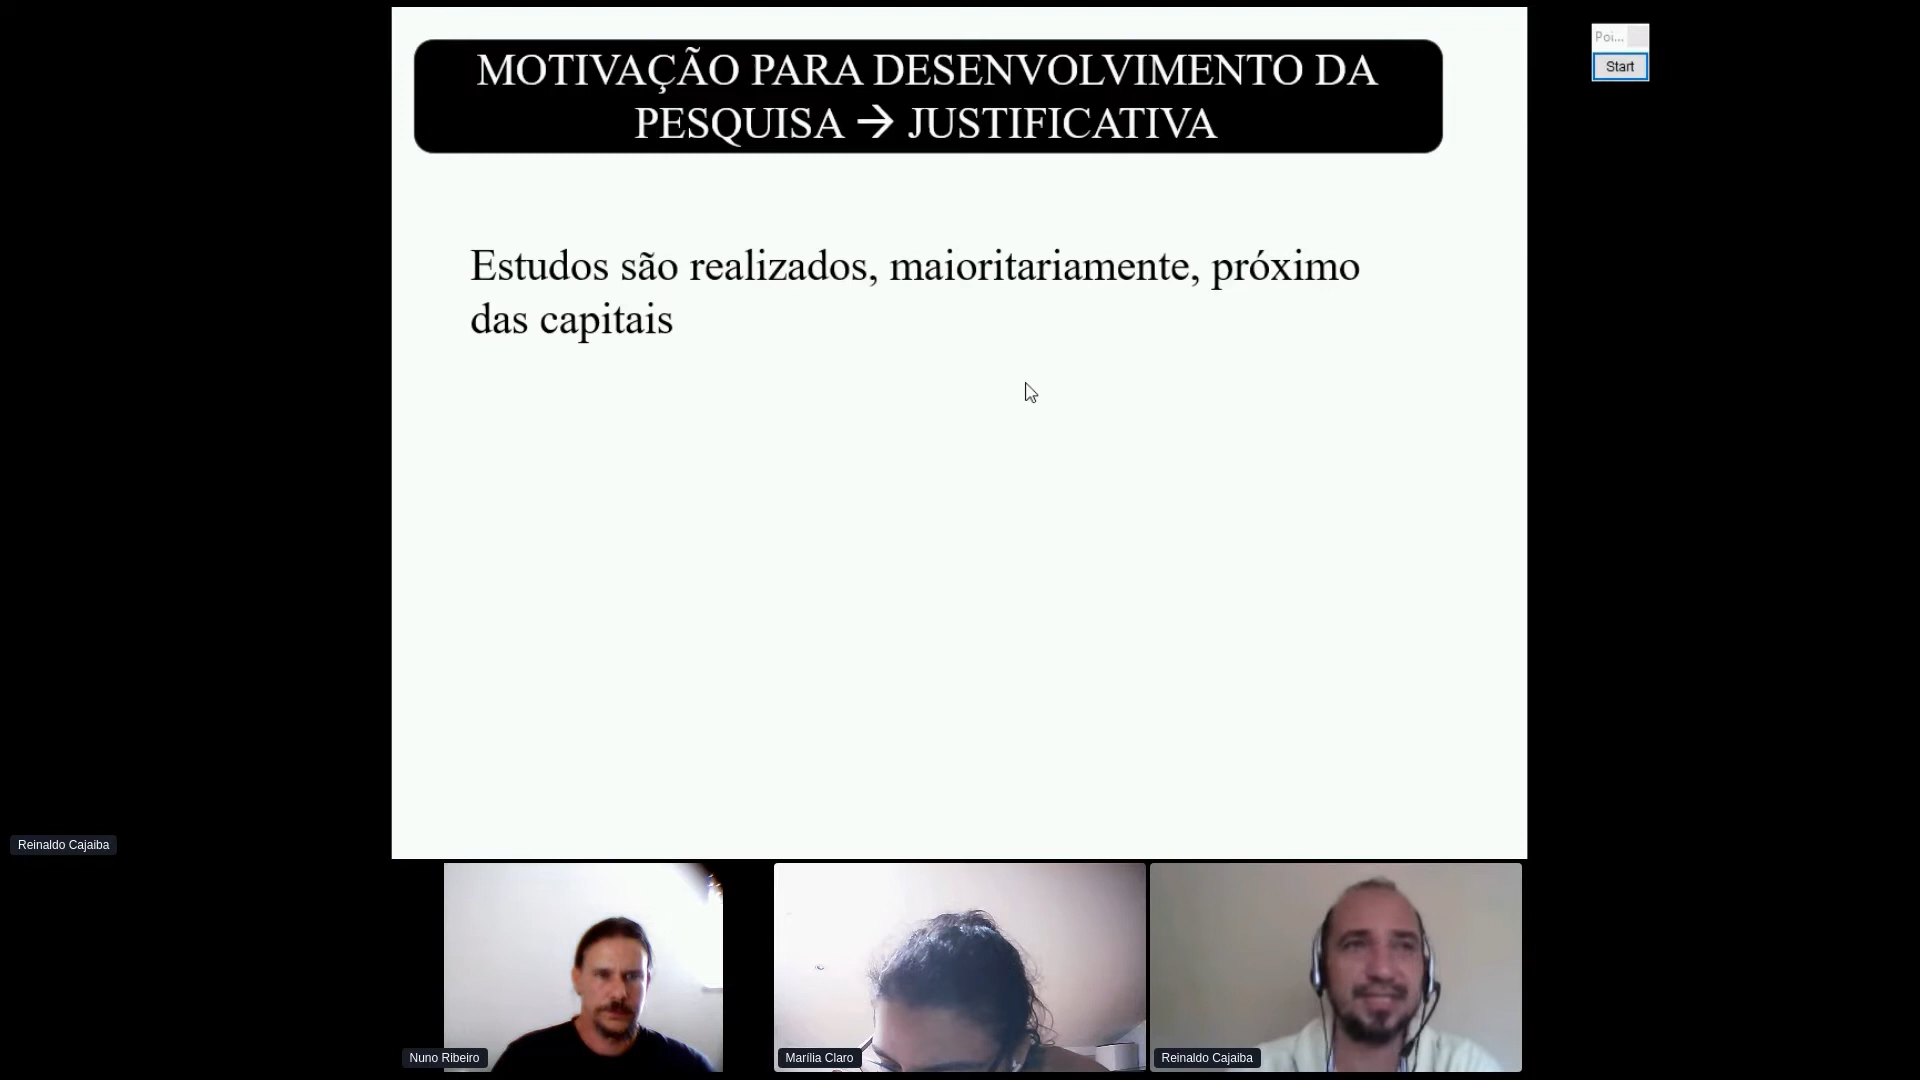 MOTIVAÇÃO PARA DESENVOLVIMENTO DA
PESQUISA → JUSTIFICATIVA
Poi...
Start
Estudos são realizados, maioritariamente, próximo
das capitais
Reinaldo Cajaiba
Nuno Ribeiro
Marília Claro
Reinaldo Cajaiba